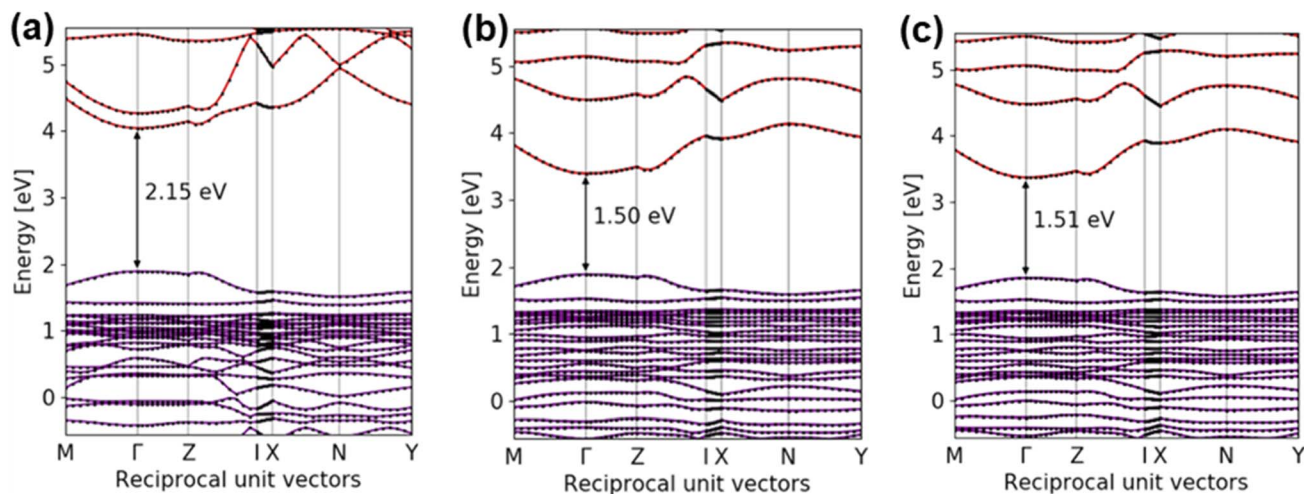 (a)
Energy [eV]
5
4
3
2
1
0
2.15 eV
M Γ Z I X N Y
Reciprocal unit vectors
(b)
Energy [eV]
5
4
3
2
1
0
1.50 eV
M Γ Z I X N Y
Reciprocal unit vectors
(c)
Energy [eV]
5
4
3
2
1
0
1.51 eV
M Γ Z I X N Y
Reciprocal unit vectors